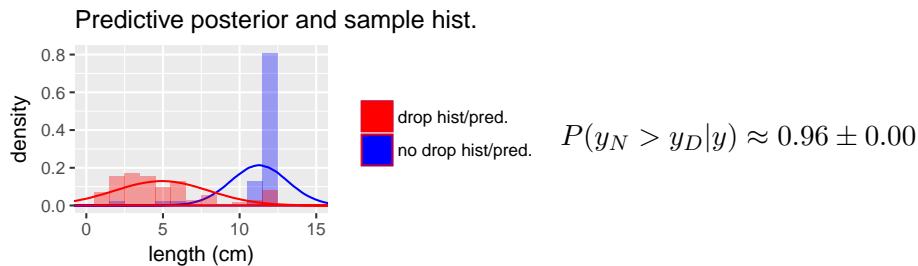 Predictive posterior and sample hist.
0.8
0.6
0.4
0.2
0.0
density
0
5
10
15
length (cm)
drop hist/pred.
no drop hist/pred.
P(y_N > y_D|y) ≈ 0.96 ± 0.00